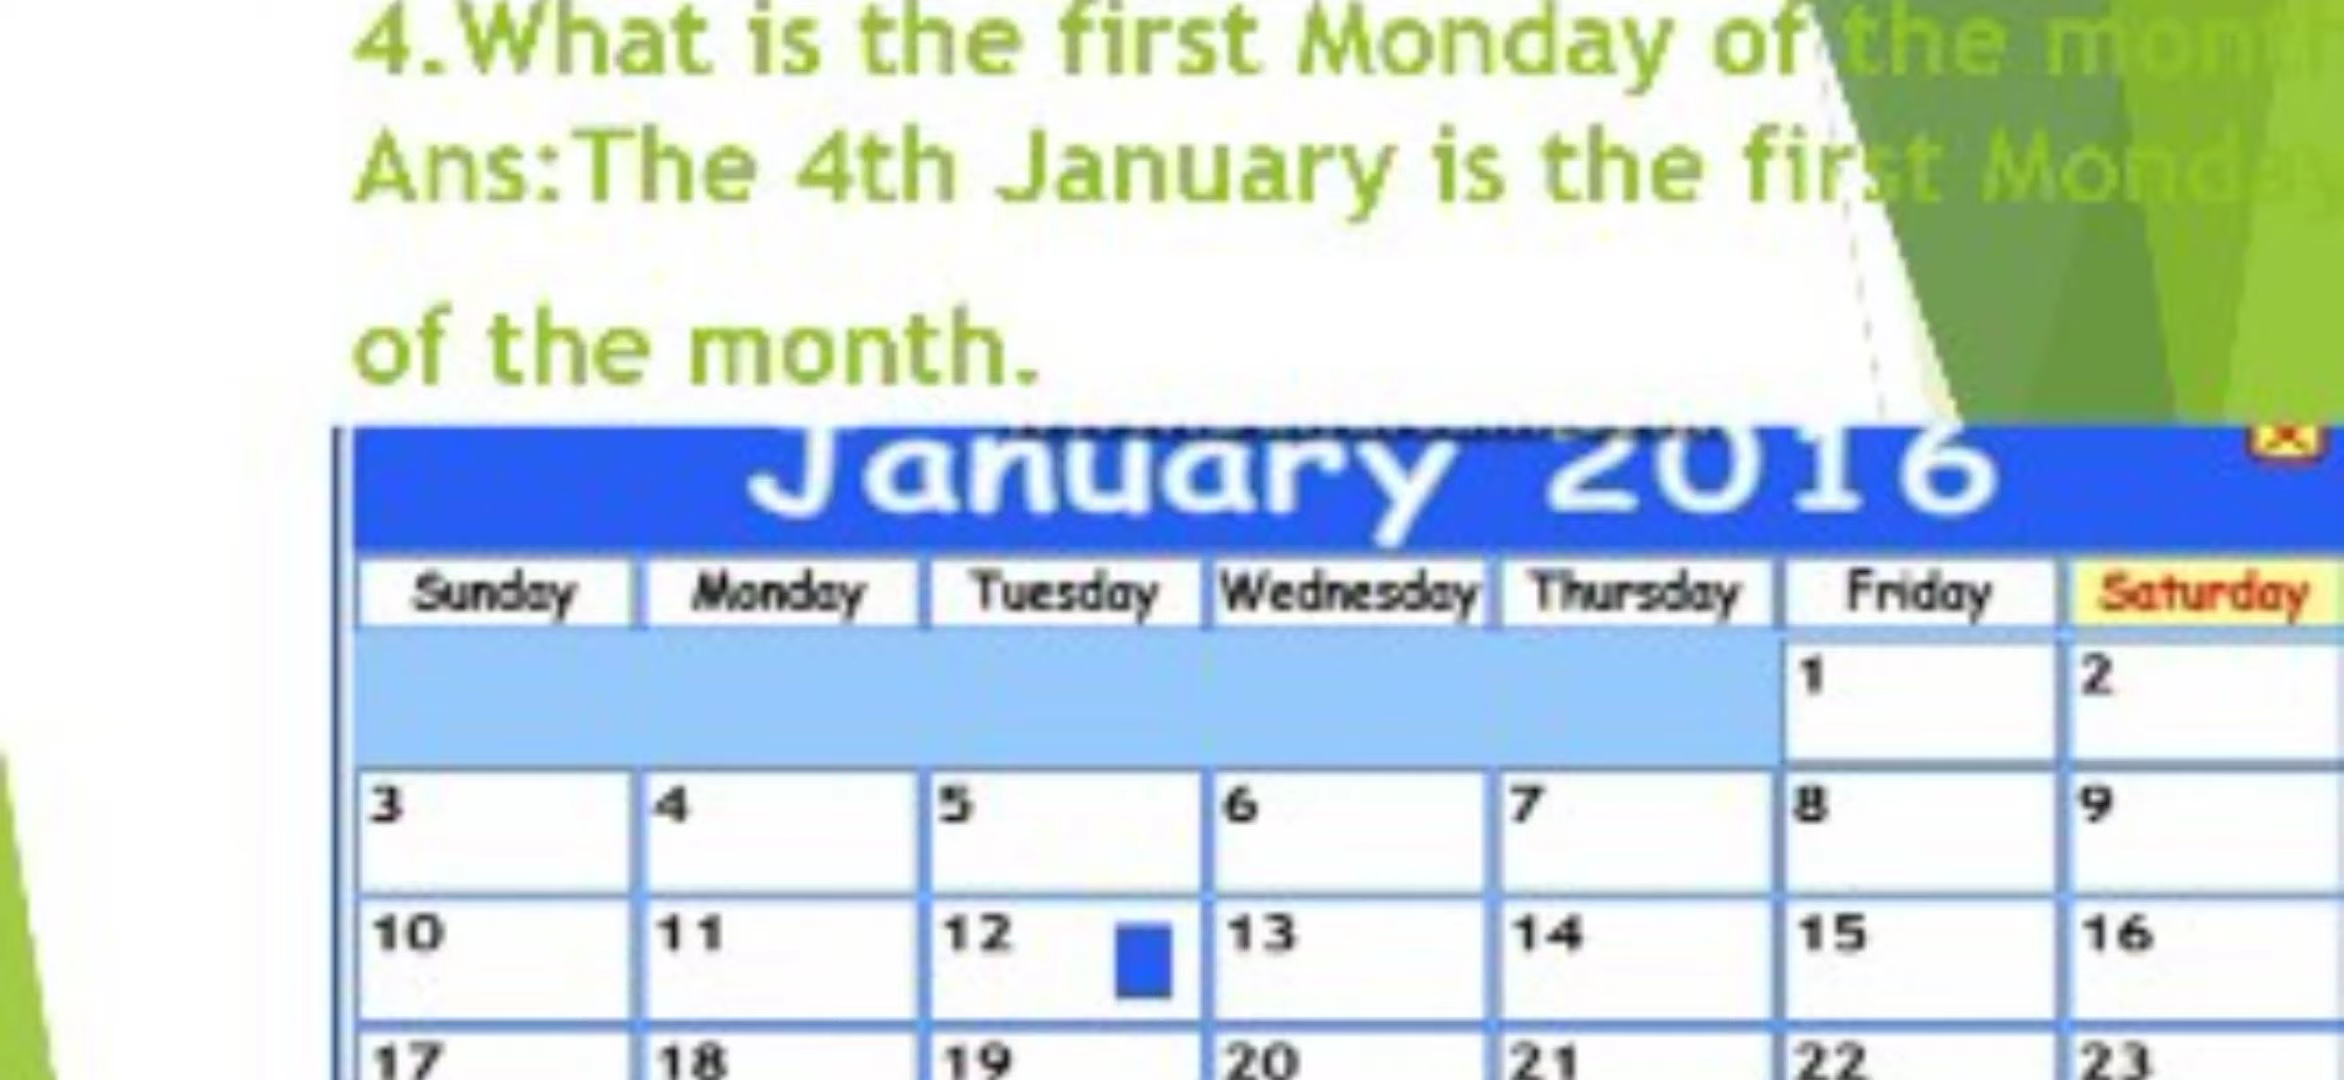 4.What is the first Monday of the month
Ans:The 4th January is the first Monday
of the month.
January 2016
Sunday Monday Tuesday Wednesday Thursday Friday Saturday
1 2
3 4 5 6 7 8 9
10 11 12 13 14 15 16
17 18 19 20 21 22 23